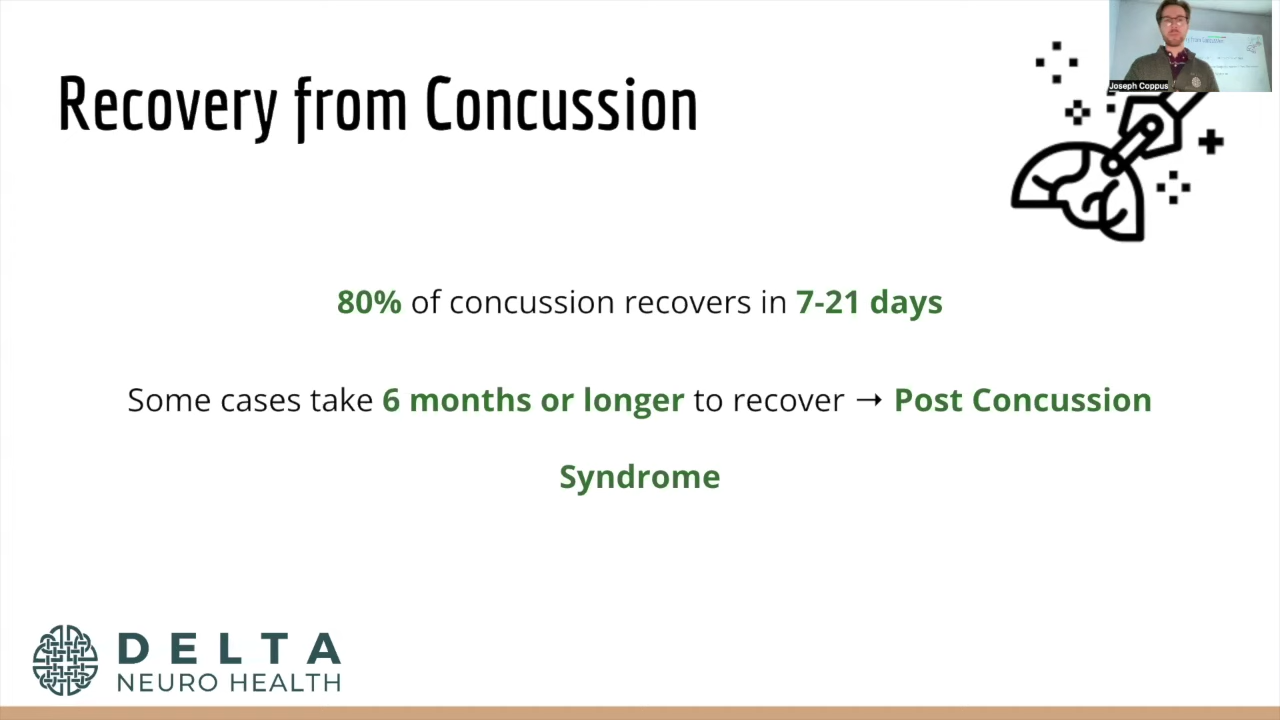 Recovery from Concussion
Joseph Coppus
80% of concussion recovers in 7-21 days
Some cases take 6 months or longer to recover → Post Concussion
Syndrome
DELTA
NEURO HEALTH